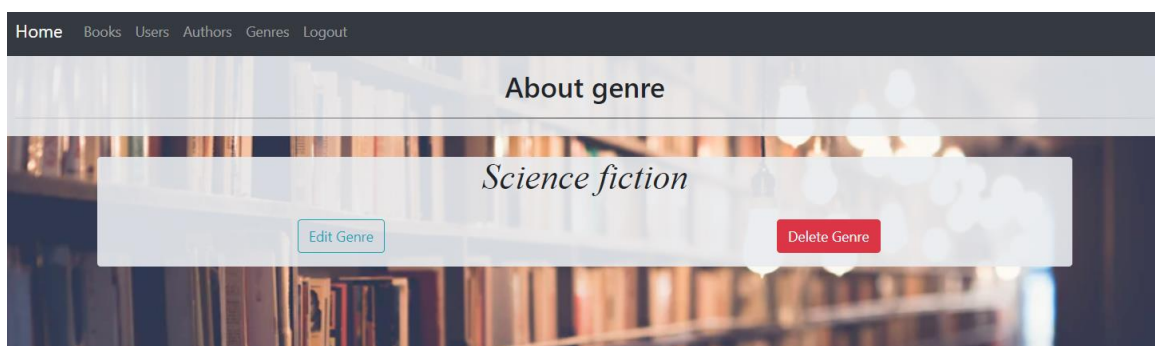 Home Books Users Authors Genres Logout
About genre
Science fiction
Edit Genre Delete Genre